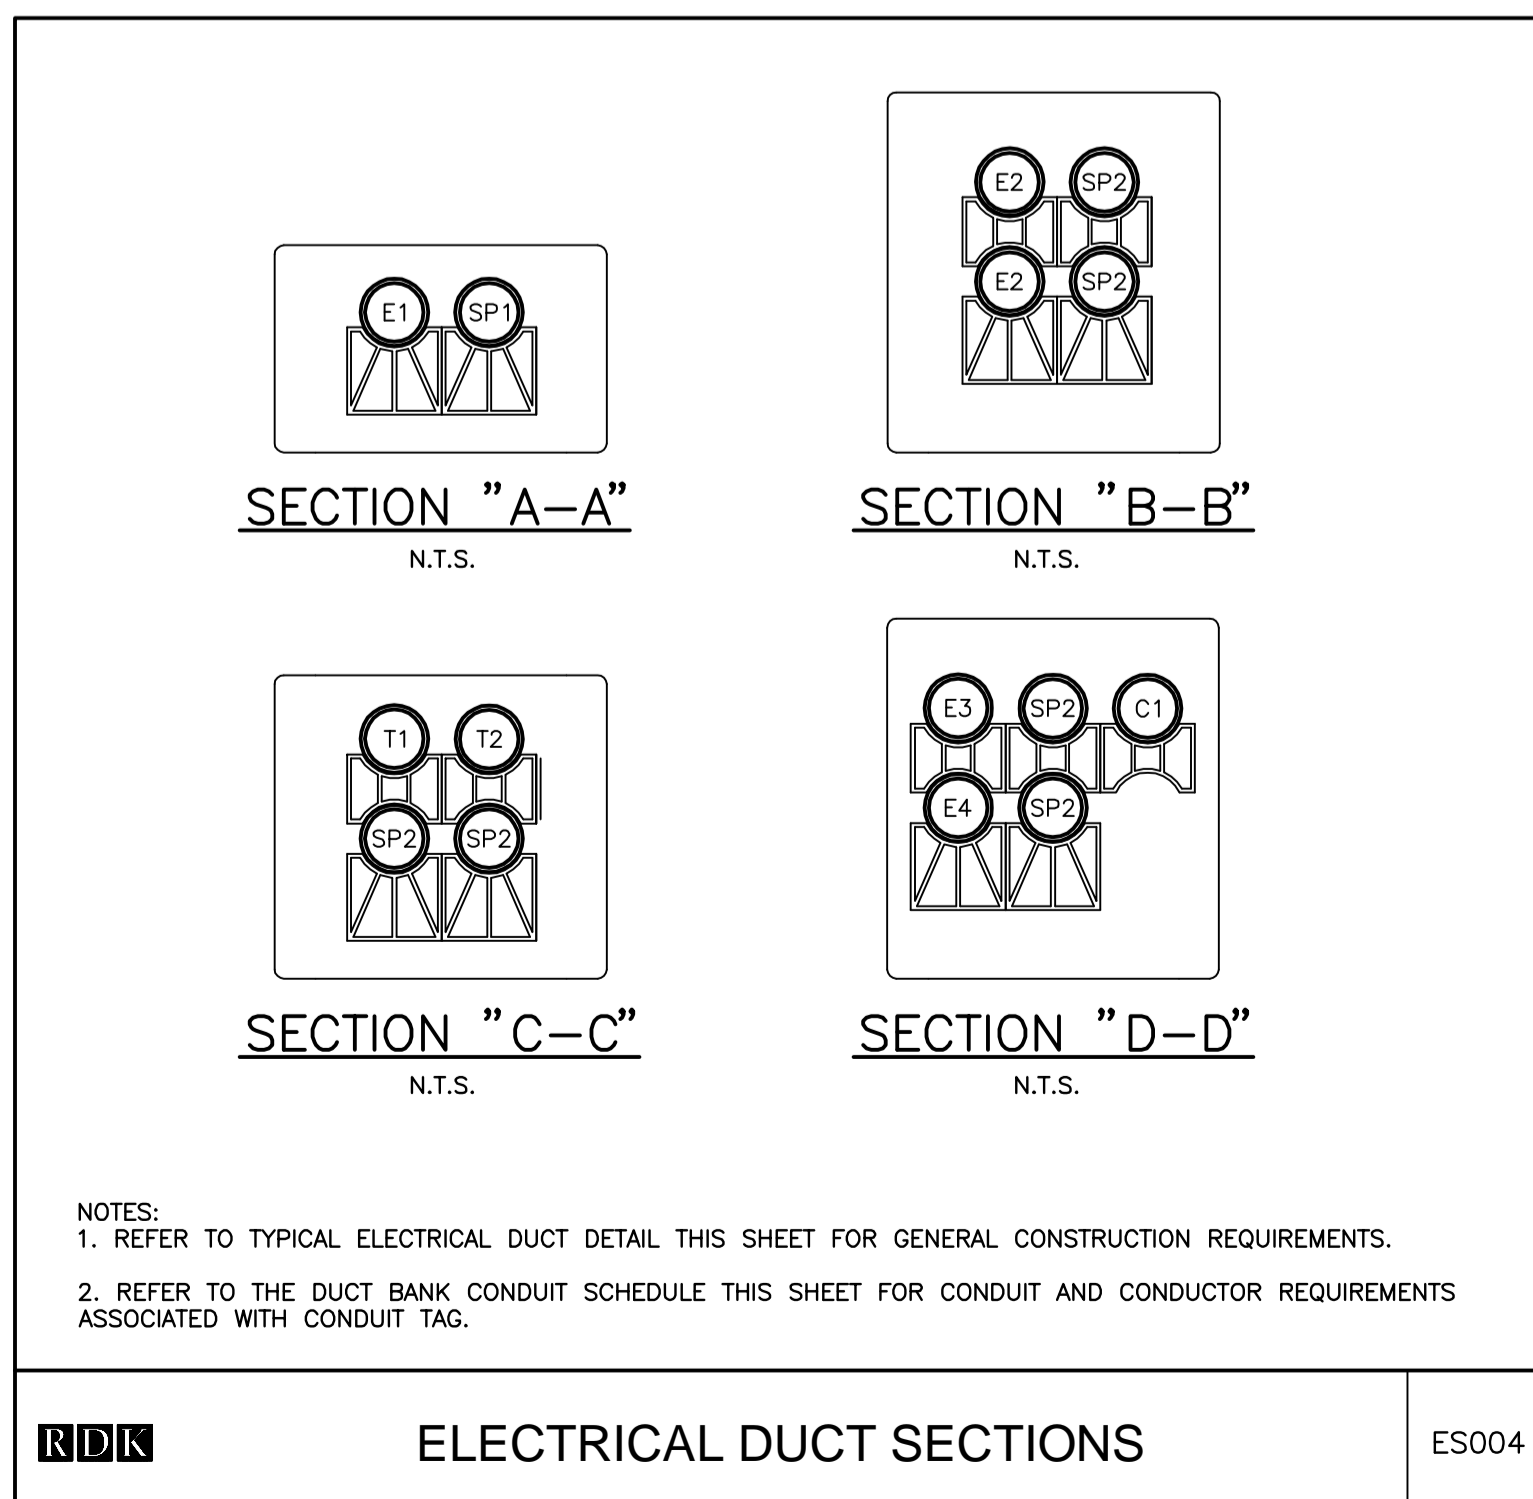 E1 SP1
SECTION "A-A"
N.T.S.
E2 SP2
E2 SP2
SECTION "B-B"
N.T.S.
T1 T2
SP2 SP2
SECTION "C-C"
N.T.S.
E3 SP2 C1
E4 SP2
SECTION "D-D"
N.T.S.
NOTES:
1. REFER TO TYPICAL ELECTRICAL DUCT DETAIL THIS SHEET FOR GENERAL CONSTRUCTION REQUIREMENTS.
2. REFER TO THE DUCT BANK CONDUIT SCHEDULE THIS SHEET FOR CONDUIT AND CONDUCTOR REQUIREMENTS
ASSOCIATED WITH CONDUIT TAG.
RDK
ELECTRICAL DUCT SECTIONS
ES004